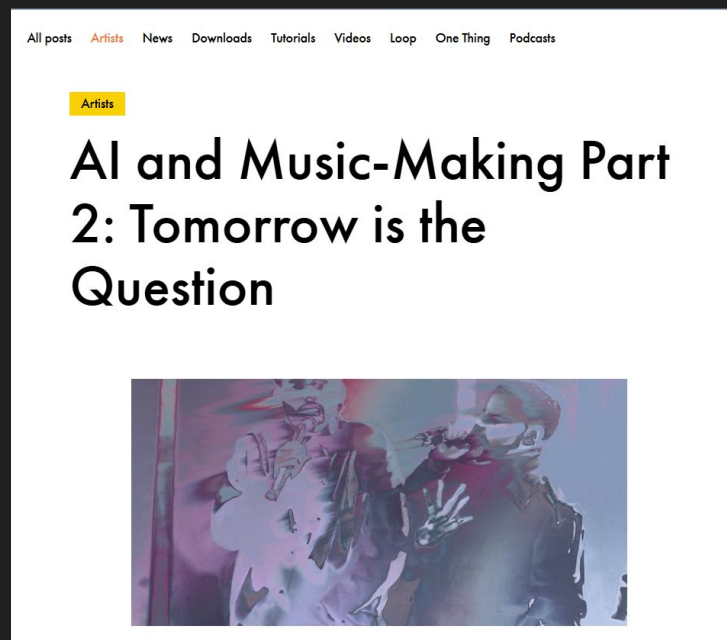 All posts Artists News Downloads Tutorials Videos Loop One Thing Podcasts
Artists
AI and Music-Making Part
2: Tomorrow is the
Question